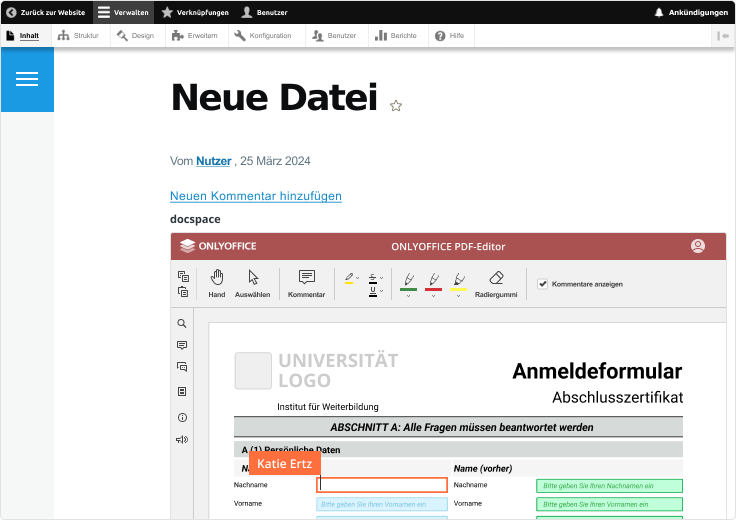 Zurück zur Website Verwalten Verknüpfungen Benutzer Ankündigungen
Inhalt Struktur Design Erweitern Konfiguration Benutzer Berichte Hilfe
Neue Datei
Vom Nutzer , 25 März 2024
Neuen Kommentar hinzufügen
docspace
ONLYOFFICE ONLYOFFICE PDF-Editor
Hand Auswählen Kommentar S U Radiergummi Kommentare anzeigen
UNIVERSITÄT
LOGO
Anmeldeformular
Abschlusszertifikat
Institut für Weiterbildung
ABSCHNITT A: Alle Fragen müssen beantwortet werden
A (1) Persönliche Daten
Katie Ertz
Name (vorher)
Nachname Nachname Bitte geben Sie Ihren Nachnamen ein
Vorname Bitte geben Sie Ihren Vornamen ein Vorname Bitte geben Sie Ihren Vornamen ein